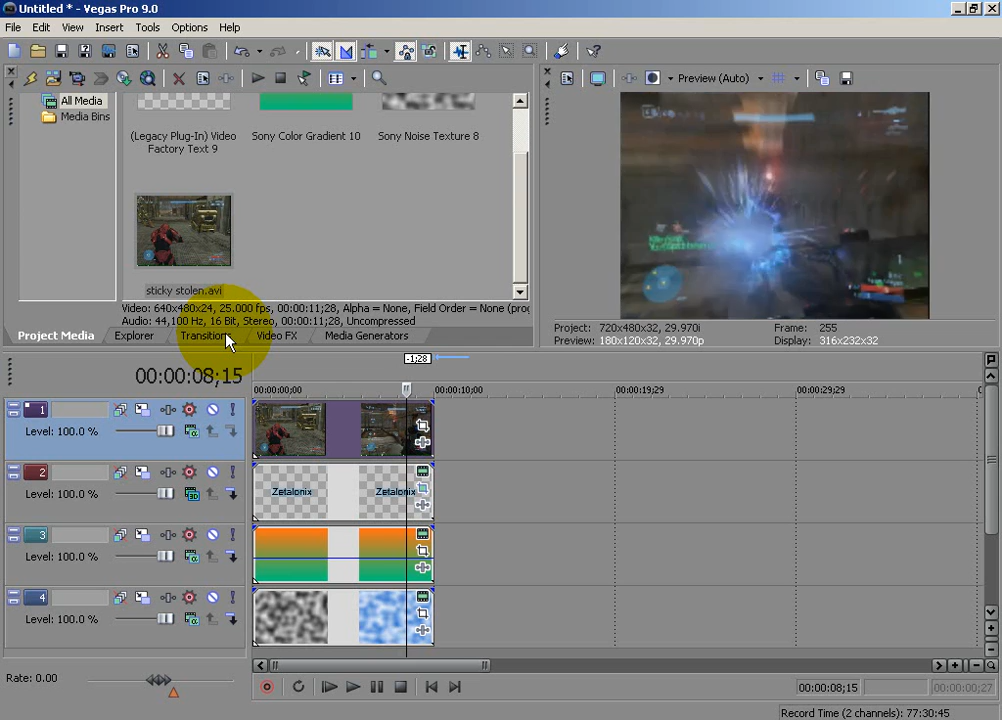 Untitled * - Vegas Pro 9.0
File Edit View Insert Tools Options Help
Preview (Auto)
All Media
Media Bins
(Legacy Plug-In) Video Factory Text 9
Sony Color Gradient 10
Sony Noise Texture 8
sticky stolen.avi
Video: 640x480x24, 25.000 fps, 00:00:11;28, Alpha = None, Field Order = None (prog
Audio: 44,100 Hz, 16 Bit, Stereo, 00:00:11;28, Uncompressed
Project Media Explorer Transitions Video FX Media Generators
Project: 720x480x32, 29.970i
Frame: 255
Preview: 180x120x32, 29.970p
Display: 316x232x32
-1;28
00:00:08;15
00:00:00;00 00:00:10;00 00:00:19;29 00:00:29;29
1
Level: 100.0 %
2
Level: 100.0 %
Zetalonix Zetalonix
3
Level: 100.0 %
4
Level: 100.0 %
Rate: 0.00
00:00:08;15
00:00:00;27
Record Time (2 channels): 77:30:45